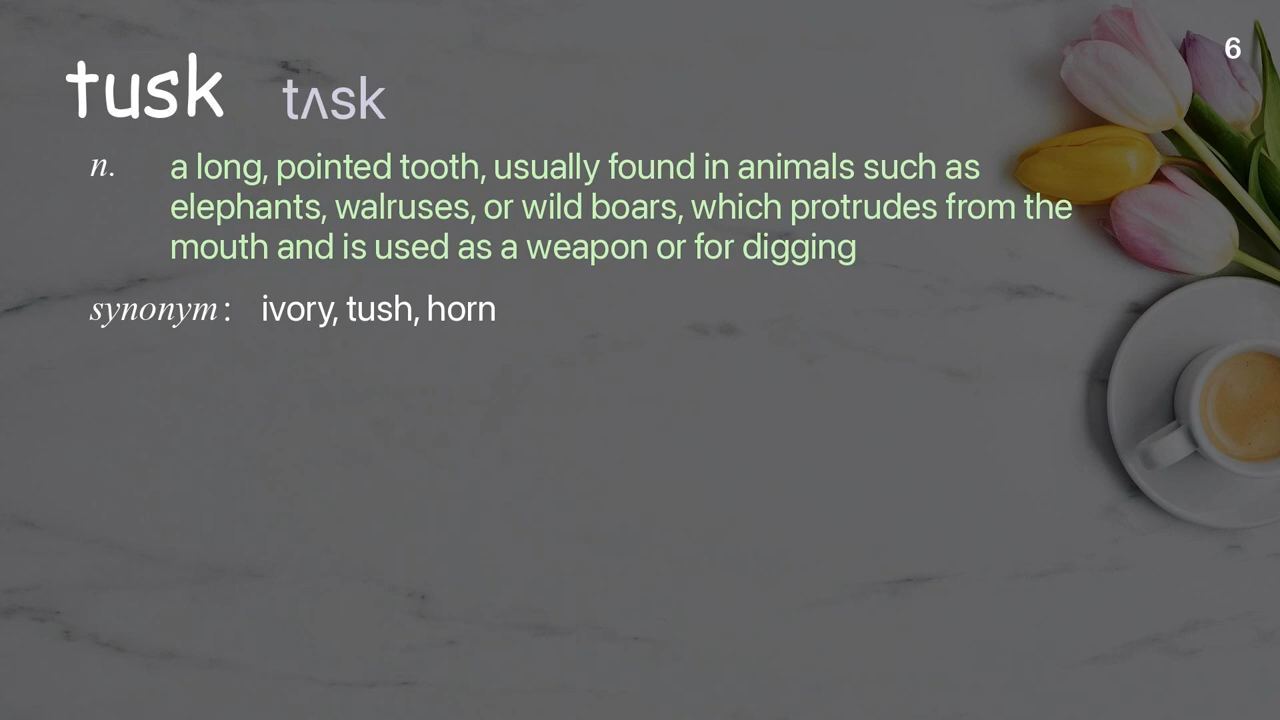 6
tusk tʌsk
n. a long, pointed tooth, usually found in animals such as
elephants, walruses, or wild boars, which protrudes from the
mouth and is used as a weapon or for digging
synonym: ivory, tush, horn